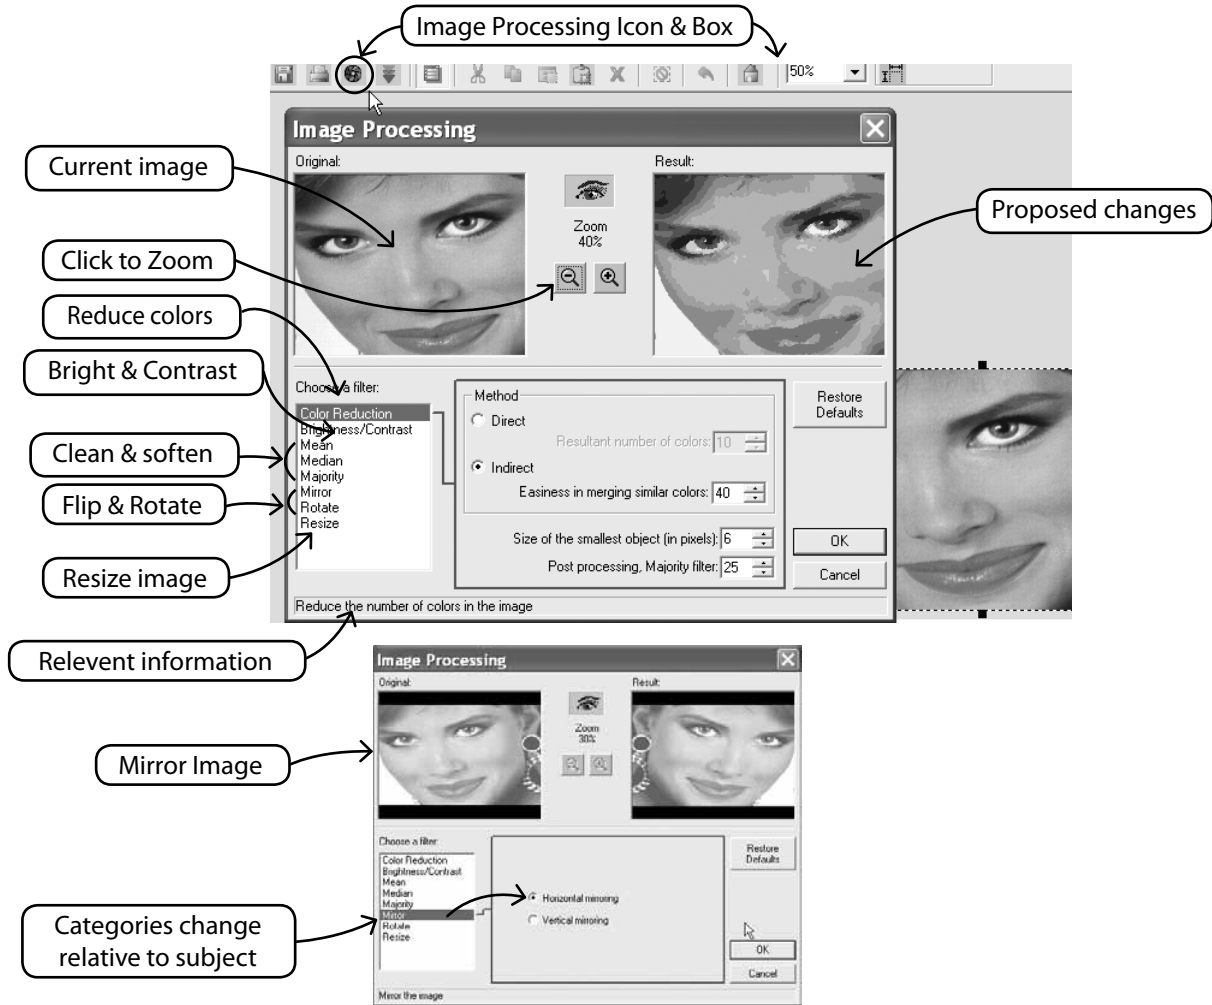 Image Processing Icon & Box
50%
Image Processing
Current image
Original:
Result:
Proposed changes
Zoom
40%
Click to Zoom
Reduce colors
Bright & Contrast
Choose a filter:
Color Reduction
Brightness/Contrast
Mean
Median
Majority
Mirror
Rotate
Resize
Clean & soften
Flip & Rotate
Resize image
Method
Direct
Resultant number of colors: 10
Indirect
Easiness in merging similar colors: 40
Size of the smallest object (in pixels): 6
Post processing, Majority filter: 25
Restore
Defaults
OK
Cancel
Reduce the number of colors in the image
Relevent information
Image Processing
Original:
Result:
Zoom
30%
Mirror Image
Choose a filter:
Color Reduction
Brightness/Contrast
Mean
Median
Majority
Mirror
Rotate
Resize
Horizontal mirroring
Vertical mirroring
Restore
Defaults
OK
Cancel
Categories change
relative to subject
Mirror the image